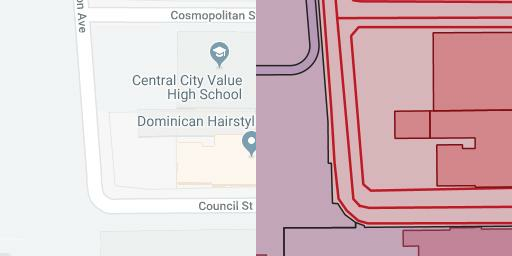 on Ave
Cosmopolitan S
Central City Value
High School
Dominican Hairstyl
Council St